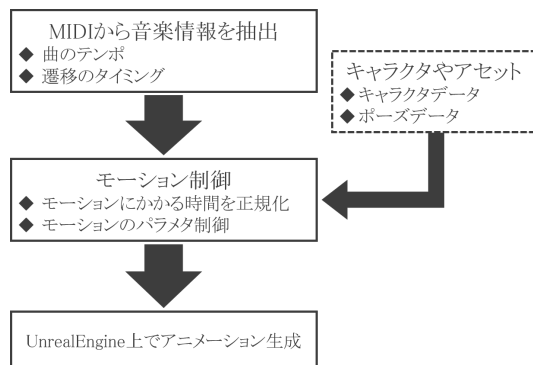 MIDIから音楽情報を抽出
◆ 曲のテンポ
◆ 遷移のタイミング
キャラクタやアセット
◆ キャラクタデータ
◆ ポーズデータ
モーション制御
◆ モーションにかかる時間を正規化
◆ モーションのパラメタ制御
UnrealEngine上でアニメーション生成